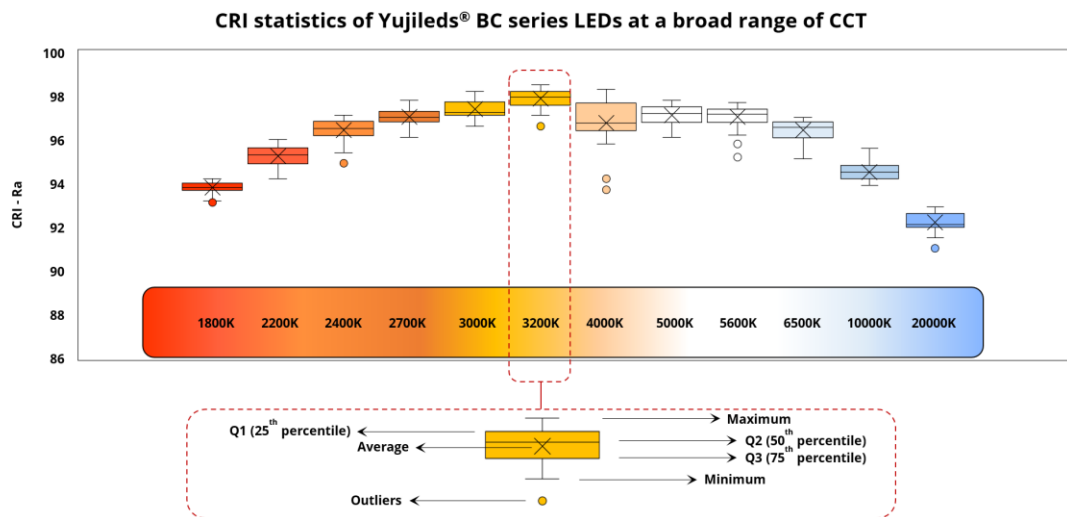 CRI statistics of Yujileds® BC series LEDs at a broad range of CCT
100
98
96
94
92
90
88
86
CRI - Ra
1800K 2200K 2400K 2700K 3000K 3200K 4000K 5000K 5600K 6500K 10000K 20000K
Maximum
Q1 (25th percentile)
Q2 (50th percentile)
Average
Q3 (75th percentile)
Minimum
Outliers